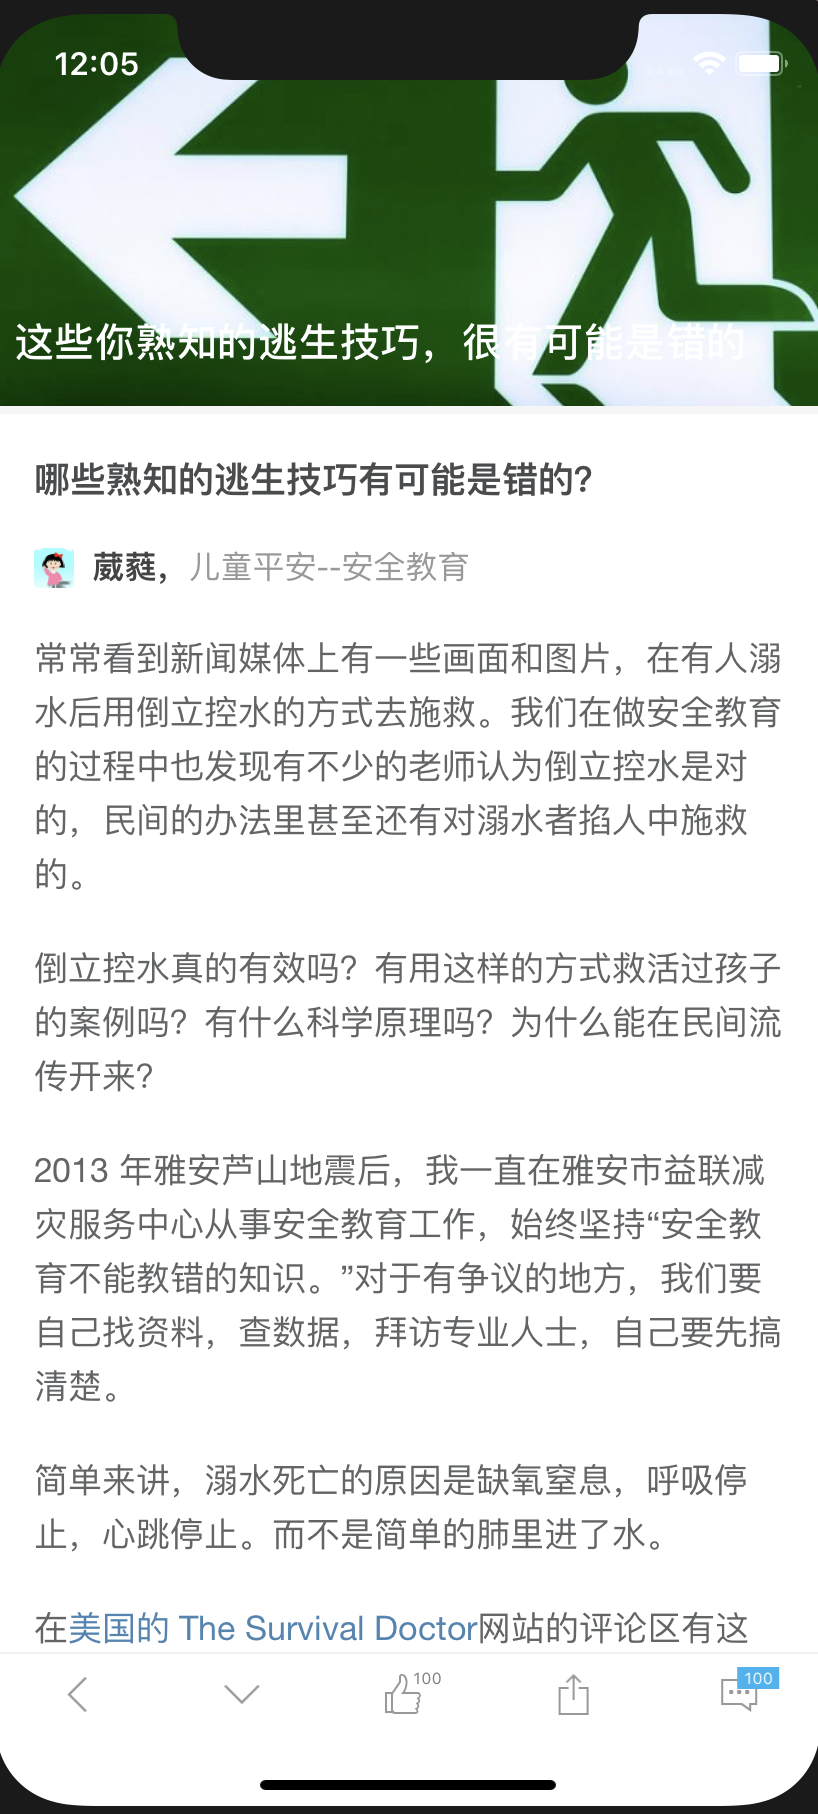 12:05
这些你熟知的逃生技巧，很有可能是错的
哪些熟知的逃生技巧有可能是错的？
葳蕤，儿童平安--安全教育
常常看到新闻媒体上有一些画面和图片，在有人溺
水后用倒立控水的方式去施救。我们在做安全教育
的过程中也发现有不少的老师认为倒立控水是对
的，民间的办法里甚至还有对溺水者掐人中施救
的。
倒立控水真的有效吗？有用这样的方式救活过孩子
的案例吗？有什么科学原理吗？为什么能在民间流
传开来？
2013 年雅安芦山地震后，我一直在雅安市益联减
灾服务中心从事安全教育工作，始终坚持“安全教
育不能教错的知识。”对于有争议的地方，我们要
自己找资料，查数据，拜访专业人士，自己要先搞
清楚。
简单来讲，溺水死亡的原因是缺氧窒息，呼吸停
止，心跳停止。而不是简单的肺里进了水。
在美国的 The Survival Doctor网站的评论区有这
100
100